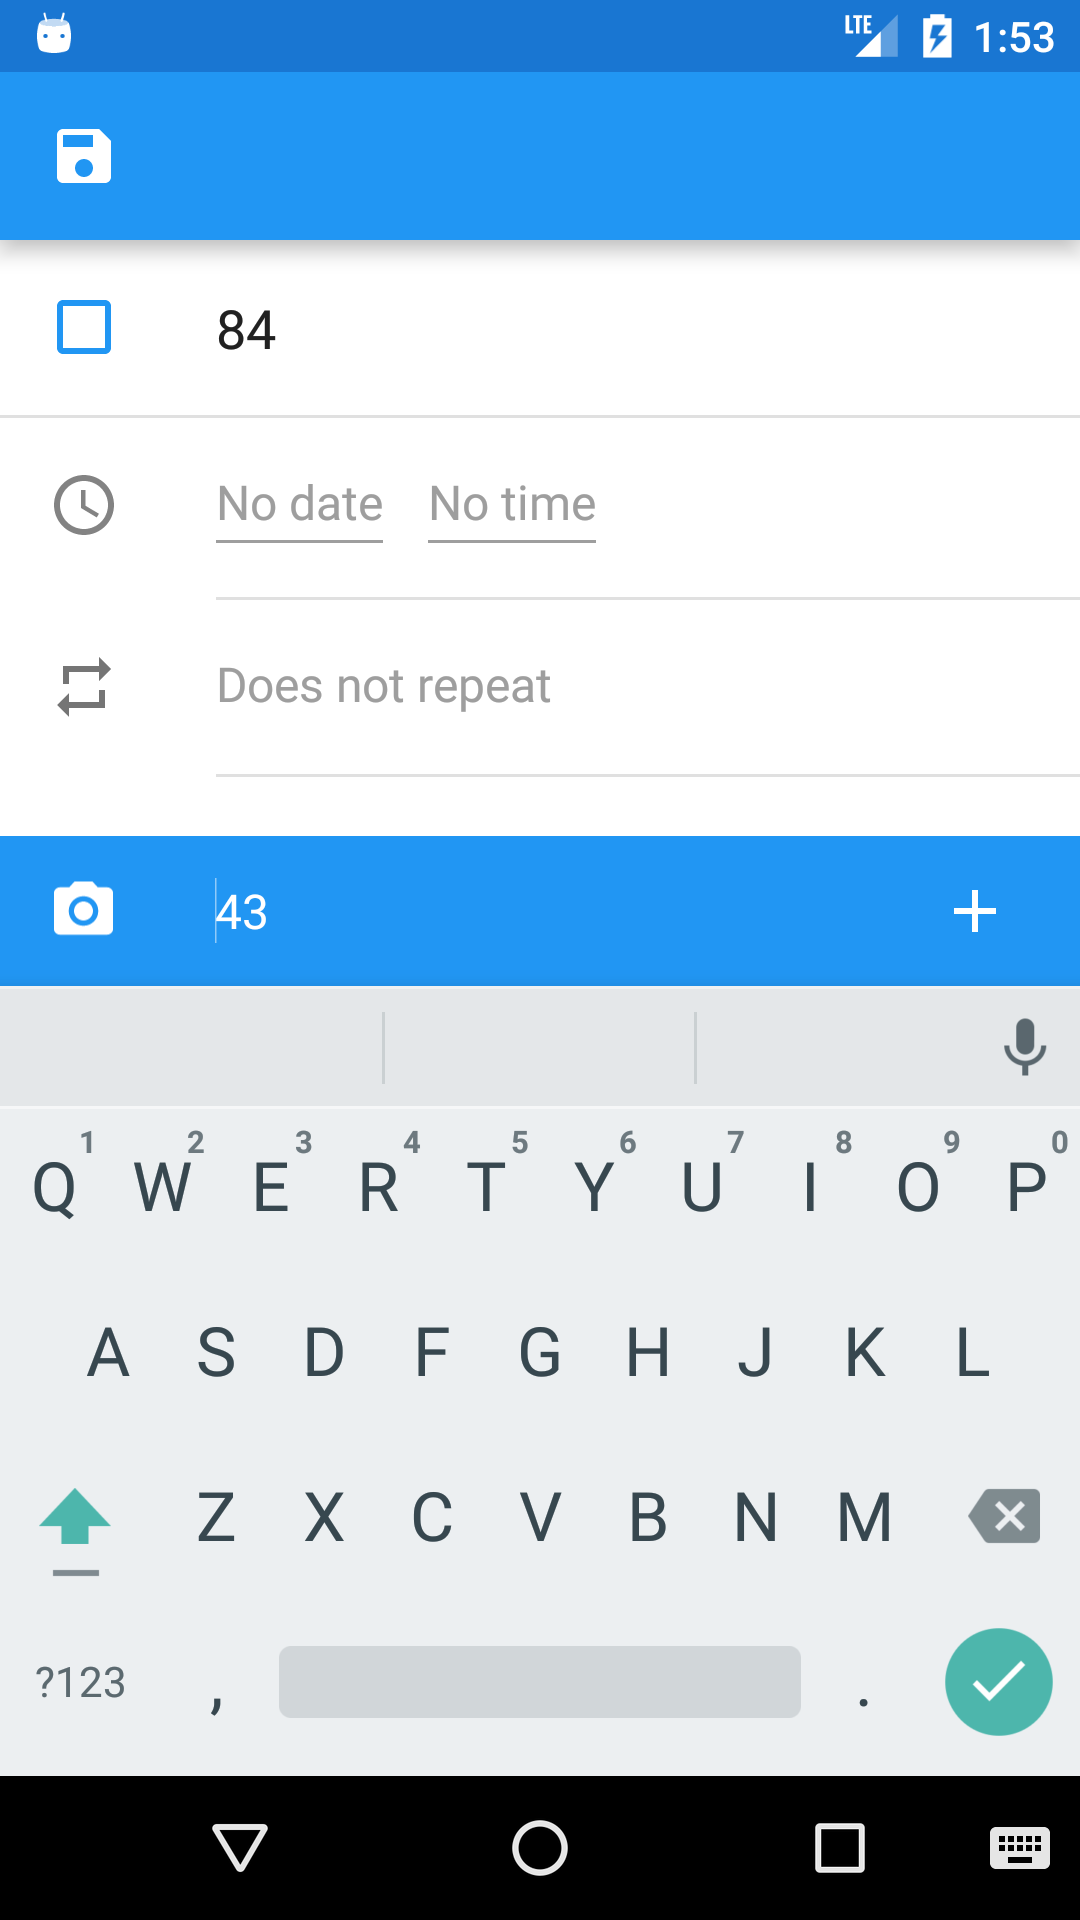 LTE 1:53
84
No date No time
Does not repeat
43
1 2 3 4 5 6 7 8 9 0
Q W E R T Y U I O P
A S D F G H J K L
Z X C V B N M
?123 , .